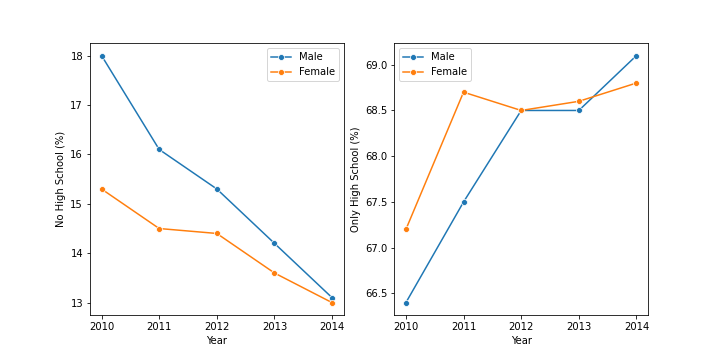 18
17
16
15
14
13
No High School (%)
2010 2011 2012 2013 2014
Year
Male
Female
69.0
68.5
68.0
67.5
67.0
66.5
Only High School (%)
2010 2011 2012 2013 2014
Year
Male
Female